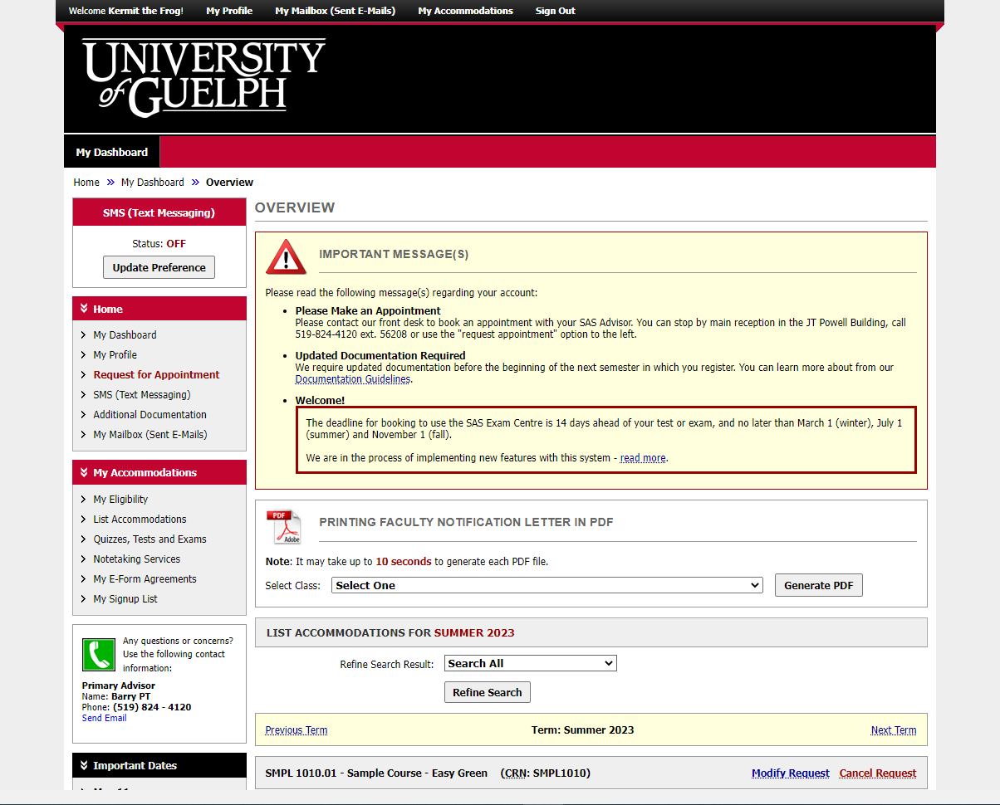 Welcome Kermit the Frog! My Profile My Mailbox (Sent E-Mails) My Accommodations Sign Out
UNIVERSITY
of GUELPH
My Dashboard
Home » My Dashboard » Overview
SMS (Text Messaging)
Status: OFF
Update Preference
Home
My Dashboard
My Profile
Request for Appointment
SMS (Text Messaging)
Additional Documentation
My Mailbox (Sent E-Mails)
My Accommodations
My Eligibility
List Accommodations
Quizzes, Tests and Exams
Notetaking Services
My E-Form Agreements
My Signup List
Any questions or concerns?
Use the following contact
information:
Primary Advisor
Name: Barry PT
Phone: (519) 824 - 4120
Send Email
Important Dates
OVERVIEW
IMPORTANT MESSAGE(S)
Please read the following message(s) regarding your account:
• Please Make an Appointment
Please contact our front desk to book an appointment with your SAS Advisor. You can stop by main reception in the JT Powell Building, call
519-824-4120 ext. 56208 or use the "request appointment" option to the left.
• Updated Documentation Required
We require updated documentation before the beginning of the next semester in which you register. You can learn more about from our
Documentation Guidelines.
• Welcome!
The deadline for booking to use the SAS Exam Centre is 14 days ahead of your test or exam, and no later than March 1 (winter), July 1
(summer) and November 1 (fall).
We are in the process of implementing new features with this system - read more.
PDF
Adobe
PRINTING FACULTY NOTIFICATION LETTER IN PDF
Note: It may take up to 10 seconds to generate each PDF file.
Select Class: Select One Generate PDF
LIST ACCOMMODATIONS FOR SUMMER 2023
Refine Search Result: Search All
Refine Search
Previous Term Term: Summer 2023 Next Term
SMPL 1010.01 - Sample Course - Easy Green (CRN: SMPL1010) Modify Request Cancel Request